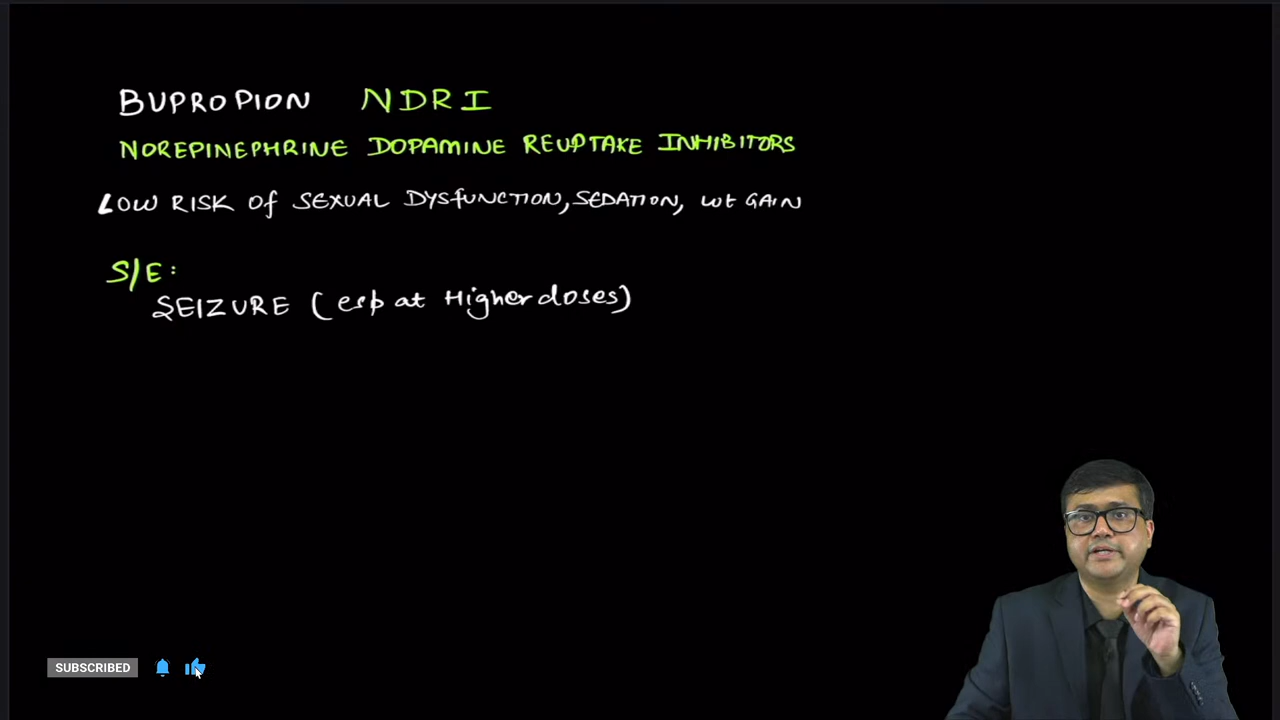 BUPROPION NDRI
NOREPINEPHRINE DOPAMINE REUPTAKE INHIBITORS
LOW RISK Of SEXUAL DYSfUNCTION, SEDATION, wt GAIN
S/E:
SEIZURE (esp at Higher doses)
SUBSCRIBED